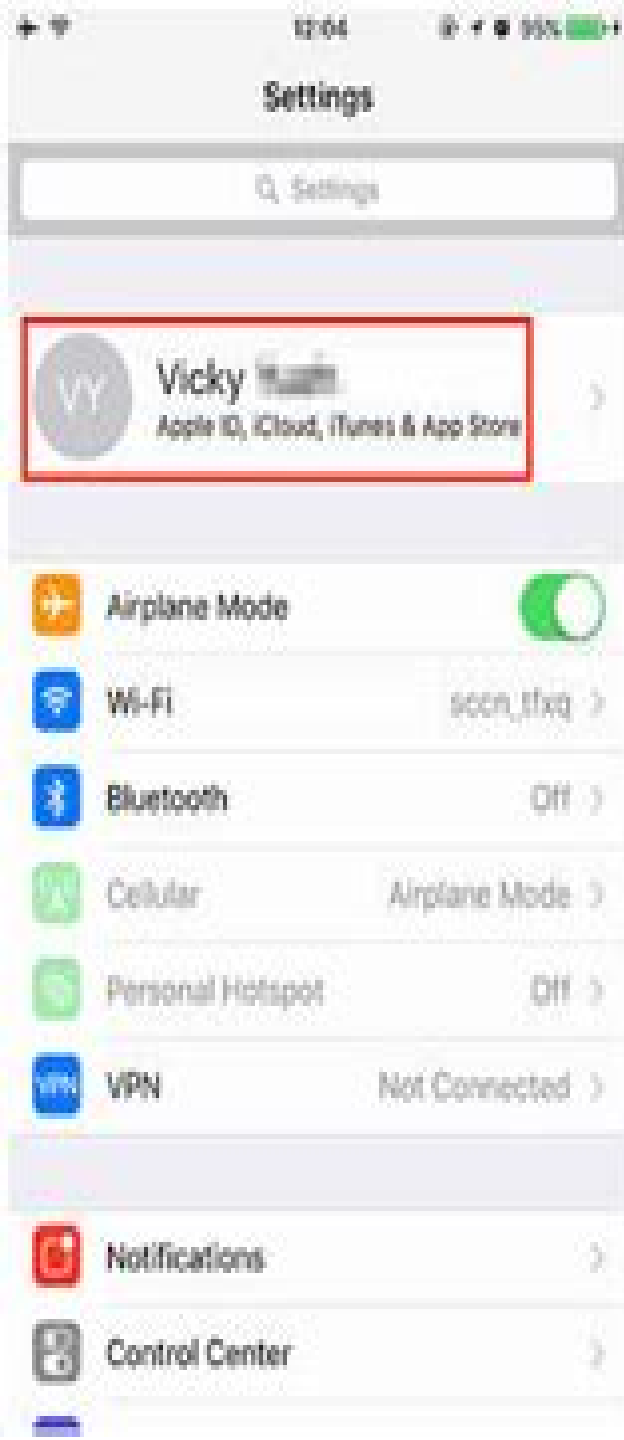 12:04 95%
Settings
Settings
VY
Vicky
Apple ID, iCloud, iTunes & App Store
Airplane Mode
Wi-Fi sccn_tfxq
Bluetooth Off
Cellular Airplane Mode
Personal Hotspot Off
VPN VPN Not Connected
Notifications
Control Center